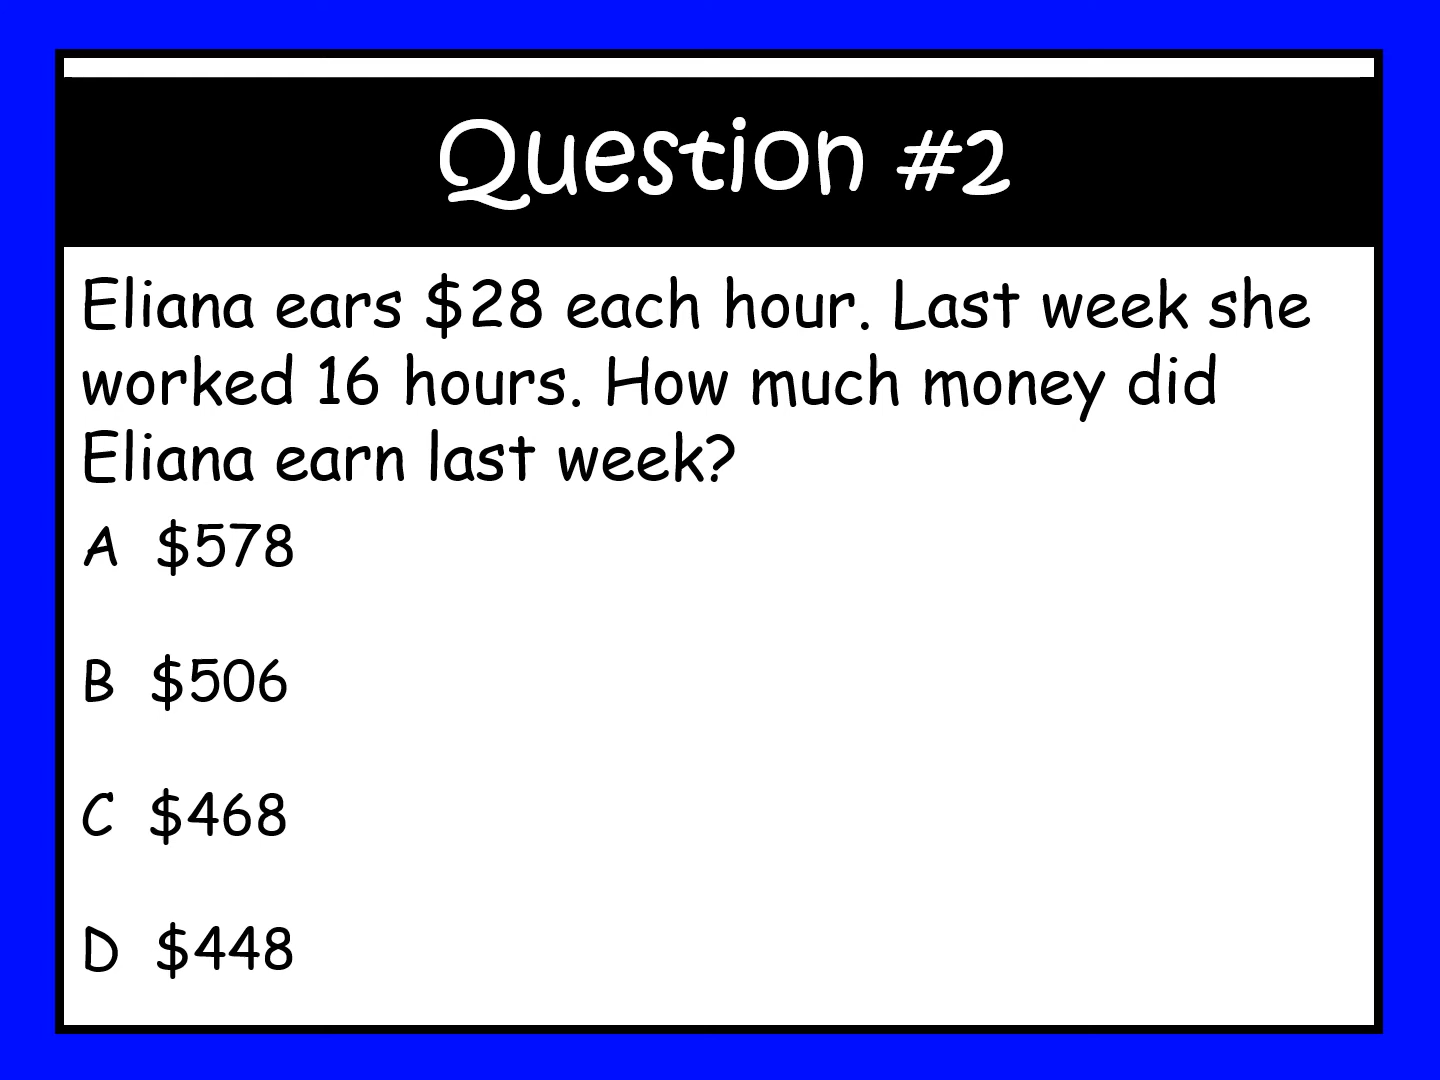 Question #2
Eliana ears $28 each hour. Last week she
worked 16 hours. How much money did
Eliana earn last week?
A $578
B $506
C $468
D $448